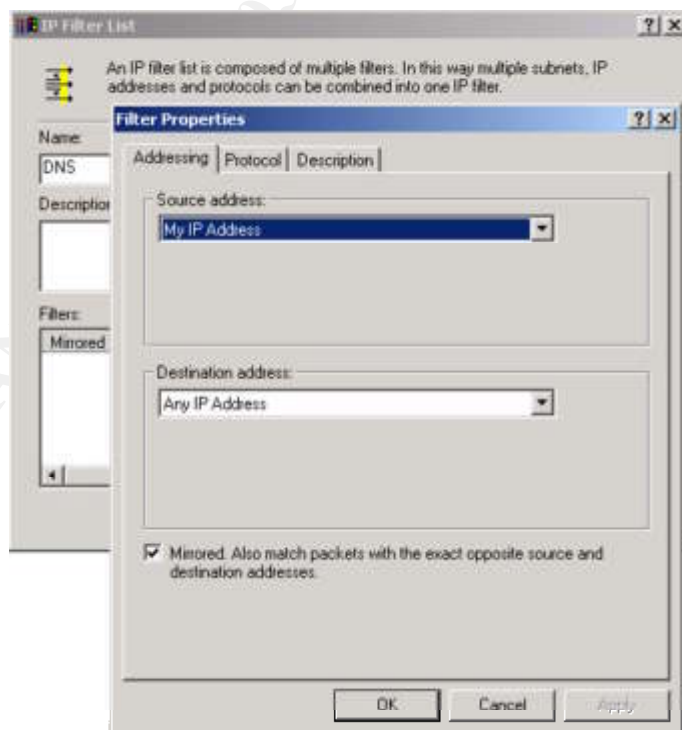 IP Filter List
An IP filter list is composed of multiple filters. In this way multiple subnets, IP
addresses and protocols can be combined into one IP filter.
Name:
DNS
Description
Filters:
Mirrored
Filter Properties
Addressing
Protocol
Description
Source address:
My IP Address
Destination address:
Any IP Address
Mirrored. Also match packets with the exact opposite source and
destination addresses.
OK
Cancel
Apply